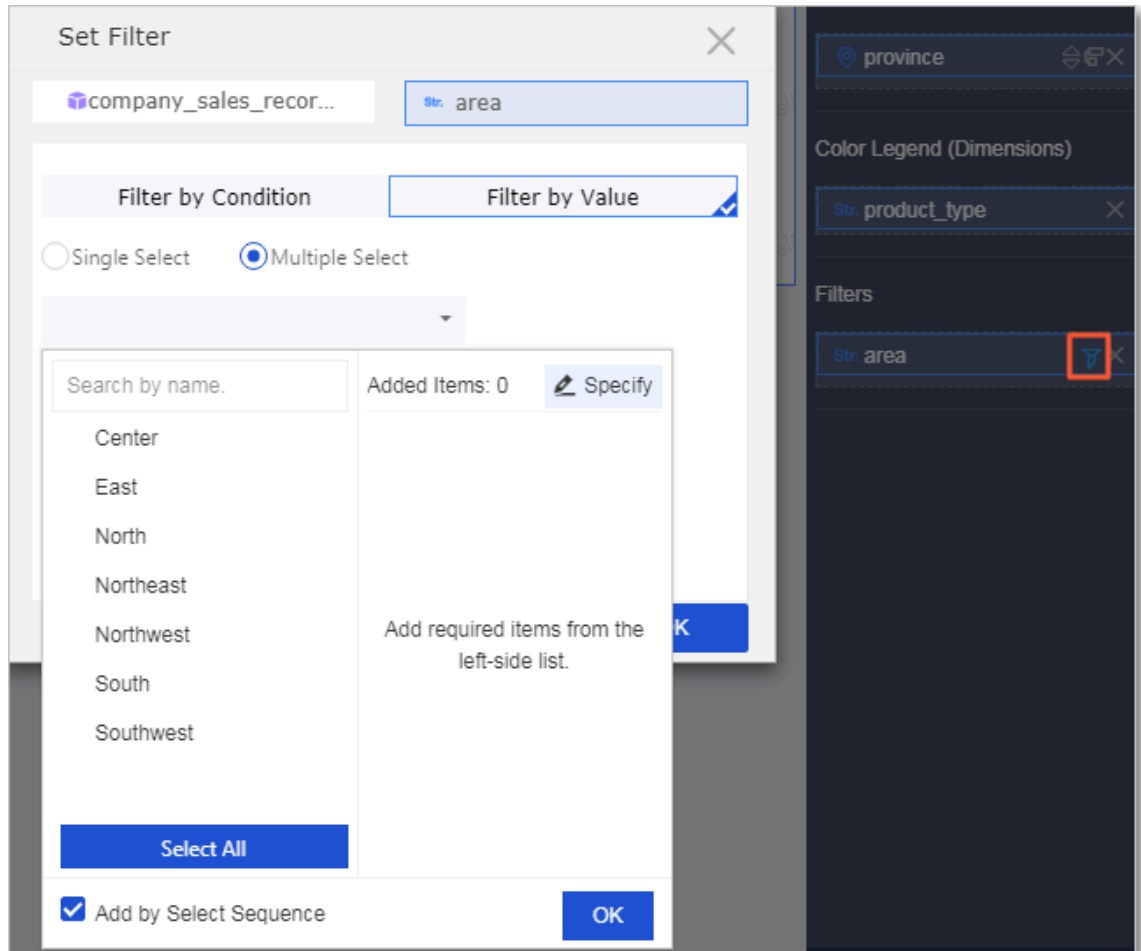 Set Filter
company_sales_recor...
Str. area
Filter by Condition
Filter by Value
Single Select
Multiple Select
Search by name.
Added Items: 0
Specify
Center
East
North
Northeast
Northwest
South
Southwest
Add required items from the
left-side list.
Select All
Add by Select Sequence
OK
K
province
Color Legend (Dimensions)
Str. product_type
Filters
Str. area